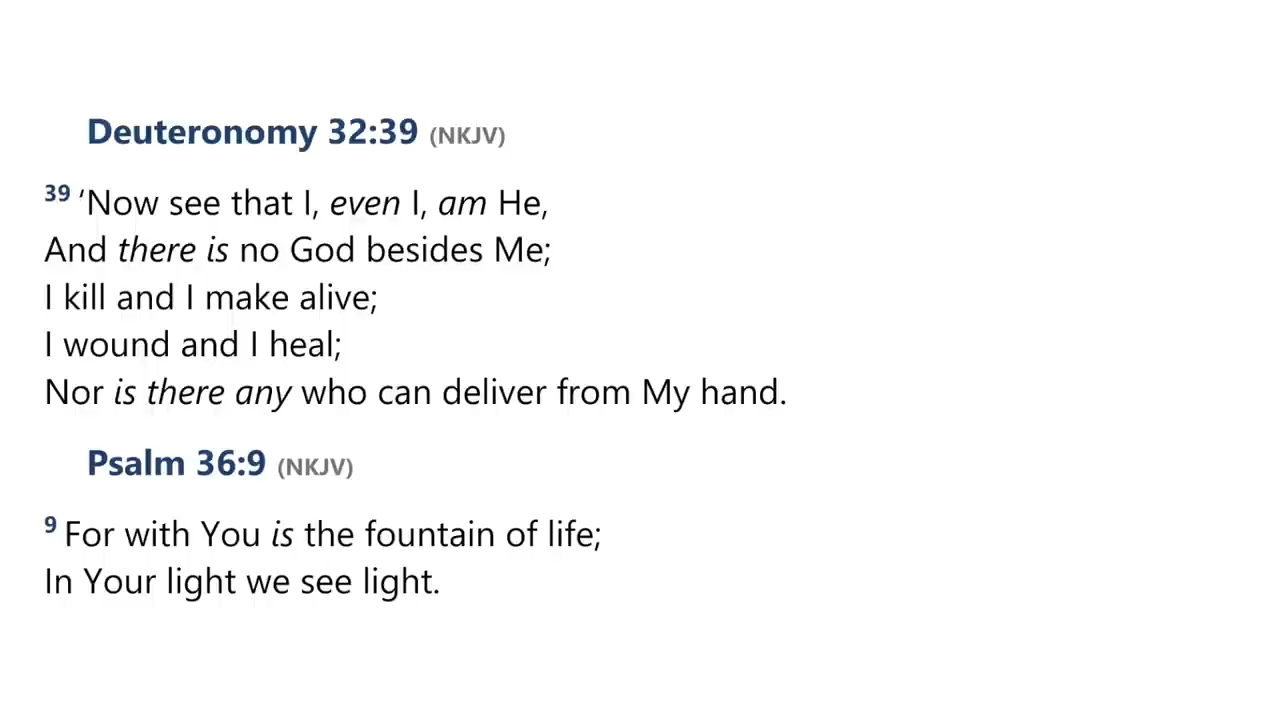 Deuteronomy 32:39 (NKJV)
39 ‘Now see that I, even I, am He,
And there is no God besides Me;
I kill and I make alive;
I wound and I heal;
Nor is there any who can deliver from My hand.
Psalm 36:9 (NKJV)
9 For with You is the fountain of life;
In Your light we see light.